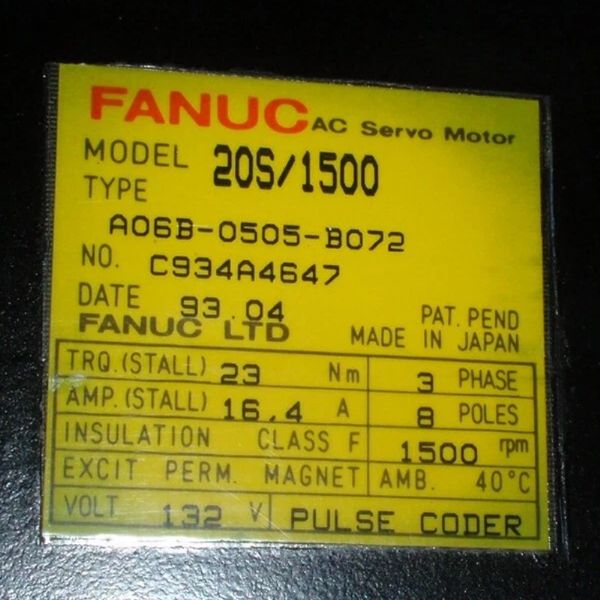 FANUC AC Servo Motor
MODEL 20S/1500
TYPE
A06B-0505-B072
NO. C934A4647
DATE 93.04 PAT. PEND
FANUC LTD MADE IN JAPAN
TRQ.(STALL) 23 Nm 3 PHASE
AMP.(STALL) 16.4 A 8 POLES
INSULATION CLASS F 1500 rpm
EXCIT PERM. MAGNET AMB. 40°C
VOLT 132 V PULSE CODER